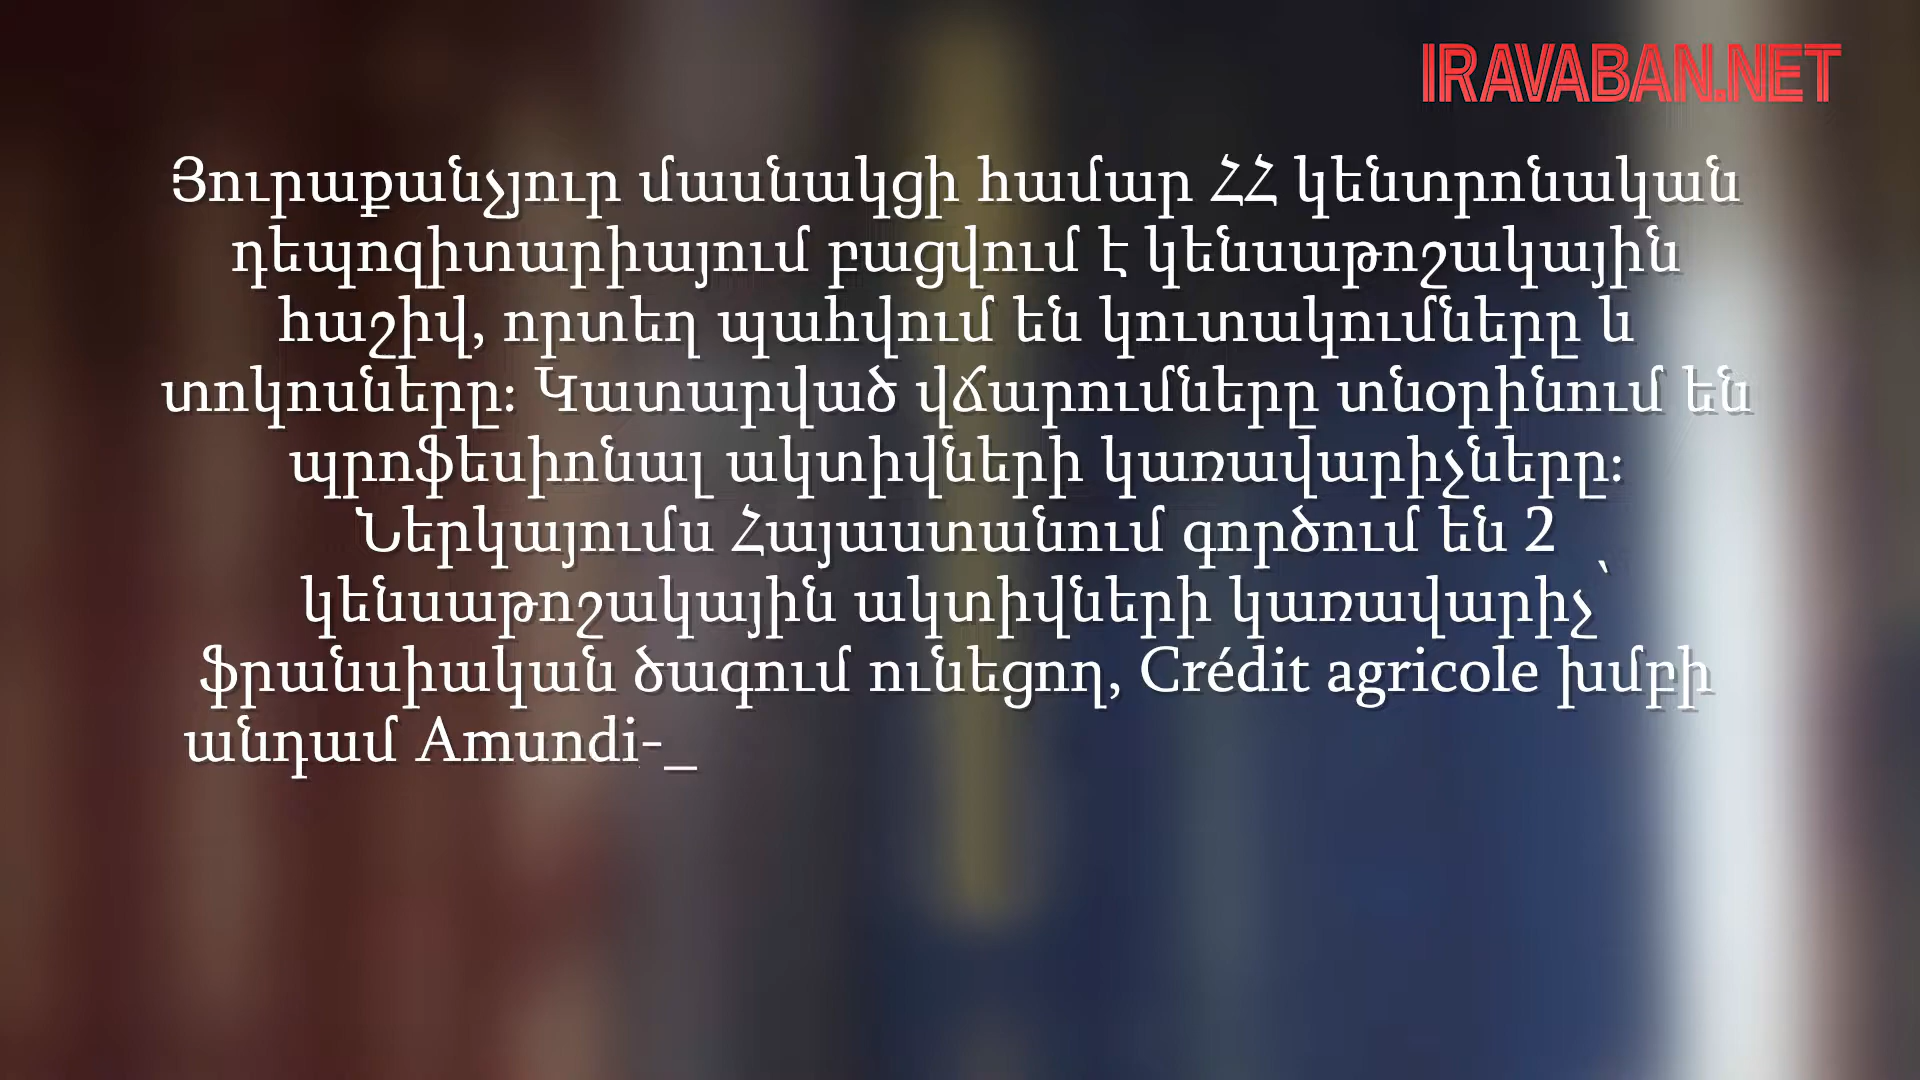 IRAVABAN.NET
Յուրաքանչյուր մասնակցի համար ՀՀ կենտրոնական
դեպոզիտարիայում բացվում է կենսաթոշակային
հաշիվ, որտեղ պահվում են կուտակումները և
տոկոսները։ Կատարված վճարումները տնօրինում են
պրոֆեսիոնալ ակտիվների կառավարիչները։
Ներկայումս Հայաստանում գործում են 2
կենսաթոշակային ակտիվների կառավարիչ՝
ֆրանսիական ծագում ունեցող, Crédit agricole խմբի
անդամ Amundi-_